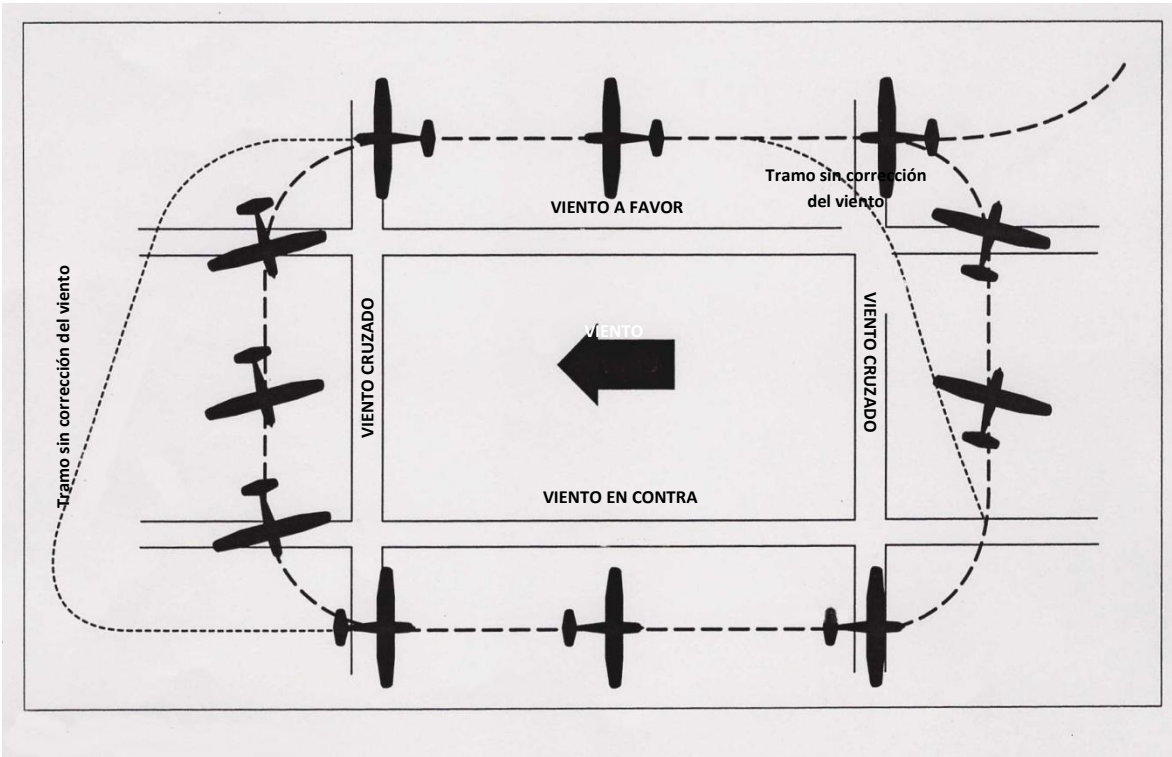 Tramo sin corrección
del viento
VIENTO A FAVOR
Tramo sin corrección del viento
VIENTO CRUZADO
VIENTO
VIENTO CRUZADO
VIENTO EN CONTRA